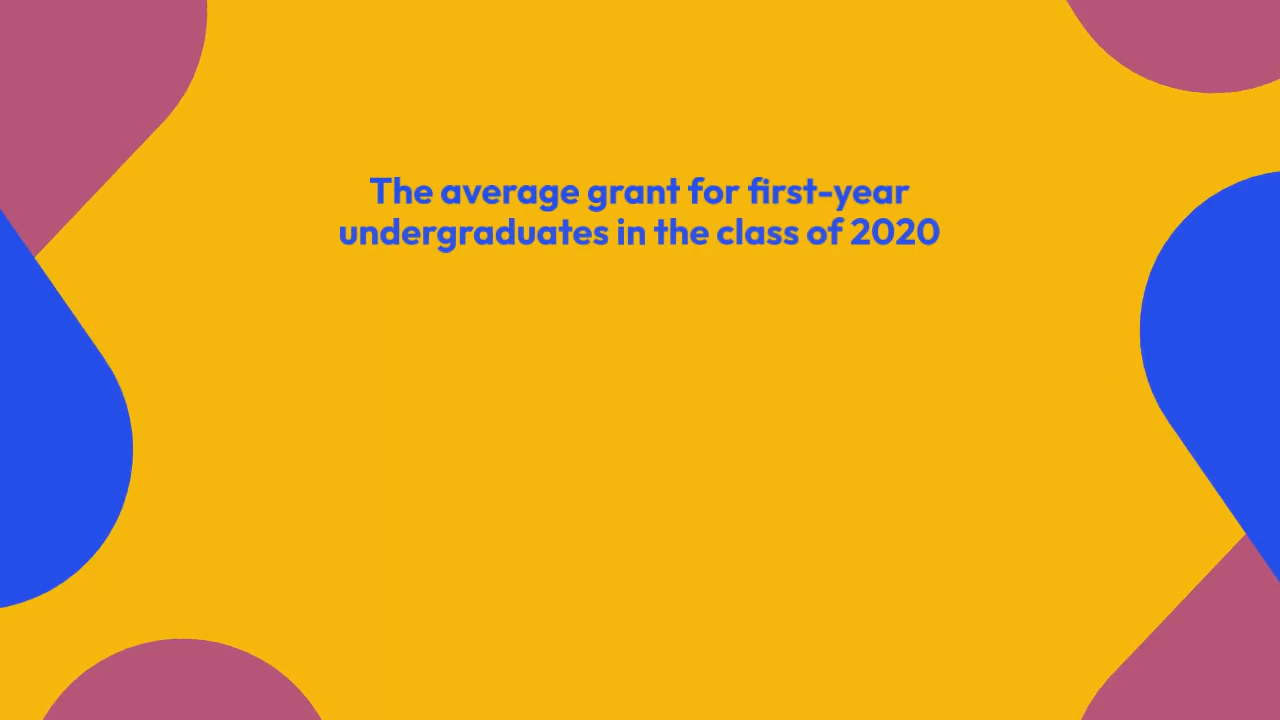 The average grant for first-year
undergraduates in the class of 2020